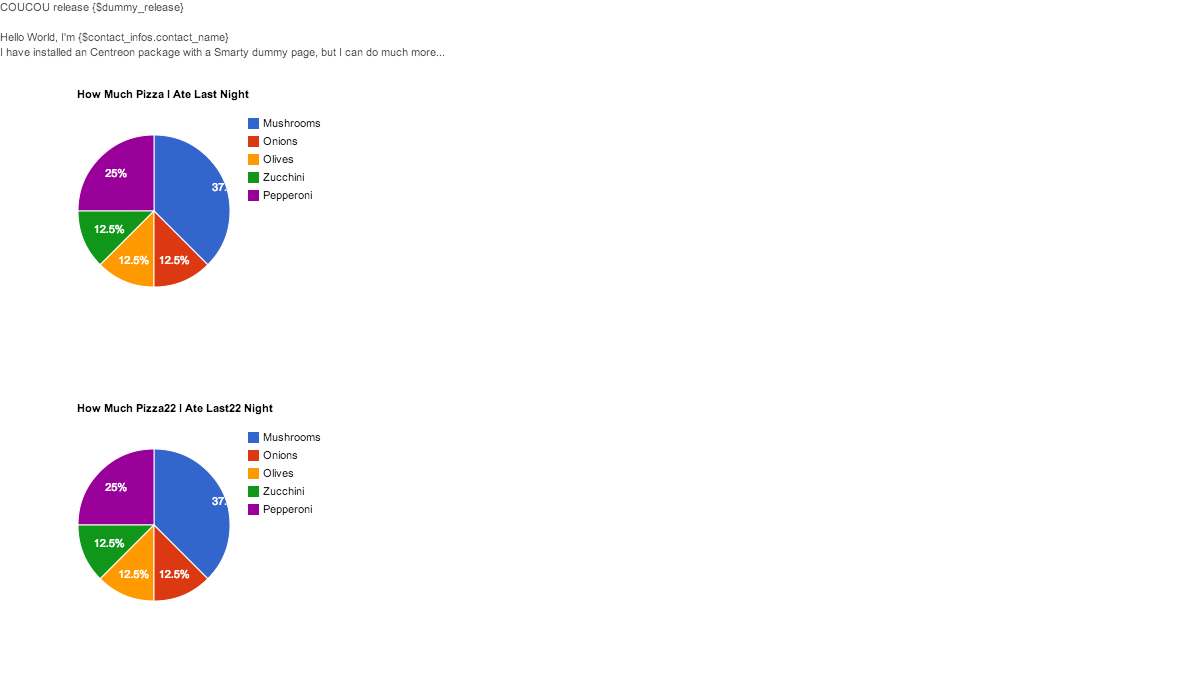 COUCOU release {$dummy_release}
Hello World, I'm {$contact_infos.contact_name}
I have installed an Centreon package with a Smarty dummy page, but I can do much more...
How Much Pizza I Ate Last Night
Mushrooms
Onions
Olives
Zucchini
Pepperoni
25%
37.
12.5%
12.5%
12.5%
How Much Pizza22 I Ate Last22 Night
Mushrooms
Onions
Olives
Zucchini
Pepperoni
25%
37.
12.5%
12.5%
12.5%